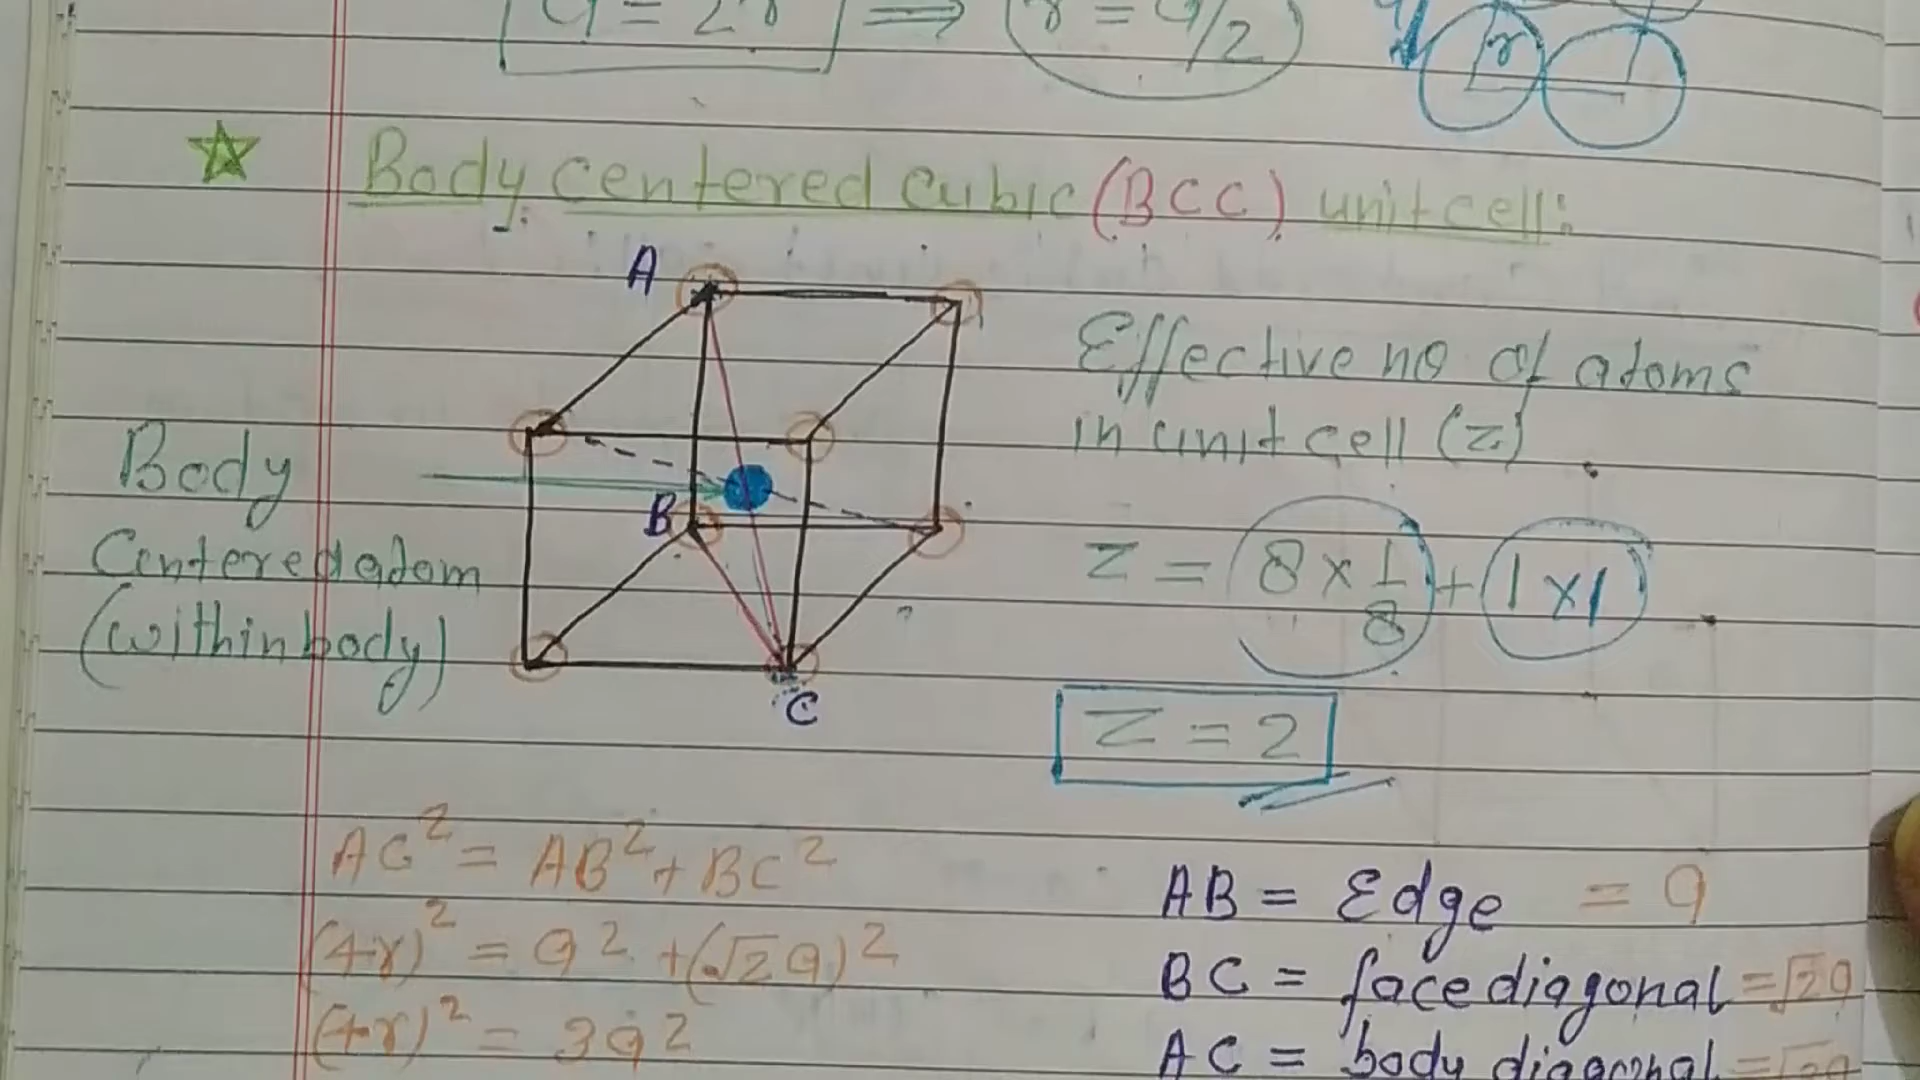 a = 2r ⟹ r = a/2
r
Body centered cubic (BCC) unit cell:
A
Effective no of atoms
in unit cell (z)
Body
B
Centered atom
(within body)
Z = 8 × 1/8 + 1 × 1
C
Z = 2
AC² = AB² + BC²
AB = Edge = a
(4r)² = a² + (√2a)²
BC = face diagonal = √2a
(4r)² = 3a²
AC = body diagonal =